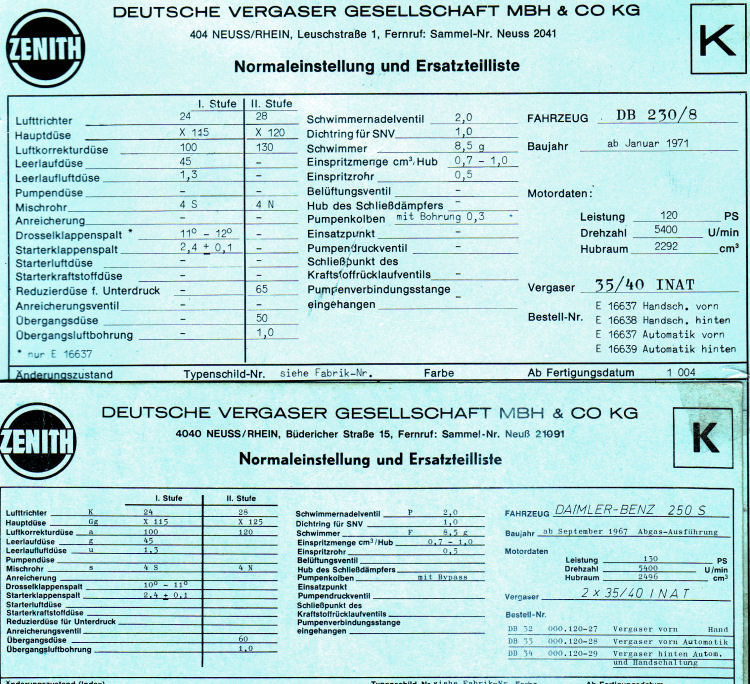 ZENITH
DEUTSCHE VERGASER GESELLSCHAFT MBH & CO KG
404 NEUSS/RHEIN, Leuschstraße 1, Fernruf: Sammel-Nr. Neuss 2041
K
Normaleinstellung und Ersatzteilliste
I. Stufe II. Stufe
Lufttrichter 24 28
Hauptdüse X 115 X 120
Luftkorrekturdüse 100 130
Leerlaufdüse 45 –
Leerlaufluftdüse 1,3 –
Pumpendüse – –
Mischrohr 4 S 4 N
Anreicherung – –
Drosselklappenspalt * 11° – 12° –
Starterklappenspalt 2,4 ± 0,1 –
Starterluftdüse – –
Starterkraftstoffdüse – –
Reduzierdüse f. Unterdruck – 65
Anreicherungsventil – –
Übergangsdüse – 50
Übergangsluftbohrung – 1,0
* nur E 16637
Schwimmernadelventil 2,0
Dichtring für SNV 1,0
Schwimmer 8,5 g
Einspritzmenge cm³/Hub 0,7 – 1,0
Einspritzrohr 0,5
Belüftungsventil –
Hub des Schließdämpfers –
Pumpenkolben mit Bohrung 0,3
Einsatzpunkt –
Pumpendruckventil –
Schließpunkt des
Kraftstoffrücklaufventils –
Pumpenverbindungsstange
eingehangen –
FAHRZEUG DB 230/8
Baujahr ab Januar 1971
Motordaten:
Leistung 120 PS
Drehzahl 5400 U/min
Hubraum 2292 cm³
Vergaser 35/40 INAT
Bestell-Nr. E 16637 Handsch. vorn
E 16638 Handsch. hinten
E 16637 Automatik vorn
E 16639 Automatik hinten
Änderungszustand Typenschild-Nr. siehe Fabrik-Nr. Farbe Ab Fertigungsdatum 1 004
ZENITH
DEUTSCHE VERGASER GESELLSCHAFT MBH & CO KG
4040 NEUSS/RHEIN, Büdericher Straße 15, Fernruf: Sammel-Nr. Neuß 21091
K
Normaleinstellung und Ersatzteilliste
I. Stufe II. Stufe
Lufttrichter K 24 28
Hauptdüse Gg X 115 X 125
Luftkorrekturdüse a 100 120
Leerlaufdüse g 45
Leerlaufluftdüse u 1,3
Pumpendüse
Mischrohr s 4 S 4 N
Anreicherung
Drosselklappenspalt 10° – 11°
Starterklappenspalt 2,4 ± 0,1
Starterluftdüse
Starterkraftstoffdüse
Reduzierdüse für Unterdruck
Anreicherungsventil
Übergangsdüse 60
Übergangsluftbohrung 1,0
Schwimmernadelventil P 2,0
Dichtring für SNV 1,0
Schwimmer F 8,5 g
Einspritzmenge cm³/Hub 0,7 – 1,0
Einspritzrohr 0,5
Belüftungsventil
Hub des Schließdämpfers
Pumpenkolben mit Bypass
Einsatzpunkt
Pumpendruckventil
Schließpunkt des
Kraftstoffrücklaufventils
Pumpenverbindungsstange
eingehangen
FAHRZEUG DAIMLER-BENZ 250 S
Baujahr ab September 1967 Abgas-Ausführung
Motordaten
Leistung 130 PS
Drehzahl 5400 U/min
Hubraum 2496 cm³
Vergaser 2 x 35/40 INAT
Bestell-Nr.
DB 32 000.120-27 Vergaser vorn Hand
DB 33 000.120-28 Vergaser vorn Automatik
DB 34 000.120-29 Vergaser hinten Autom.
und Handschaltung
Änderungszustand (Index) Typenschild-Nr. siehe Fabrik-Nr. Farbe Ab Fertigungsdatum